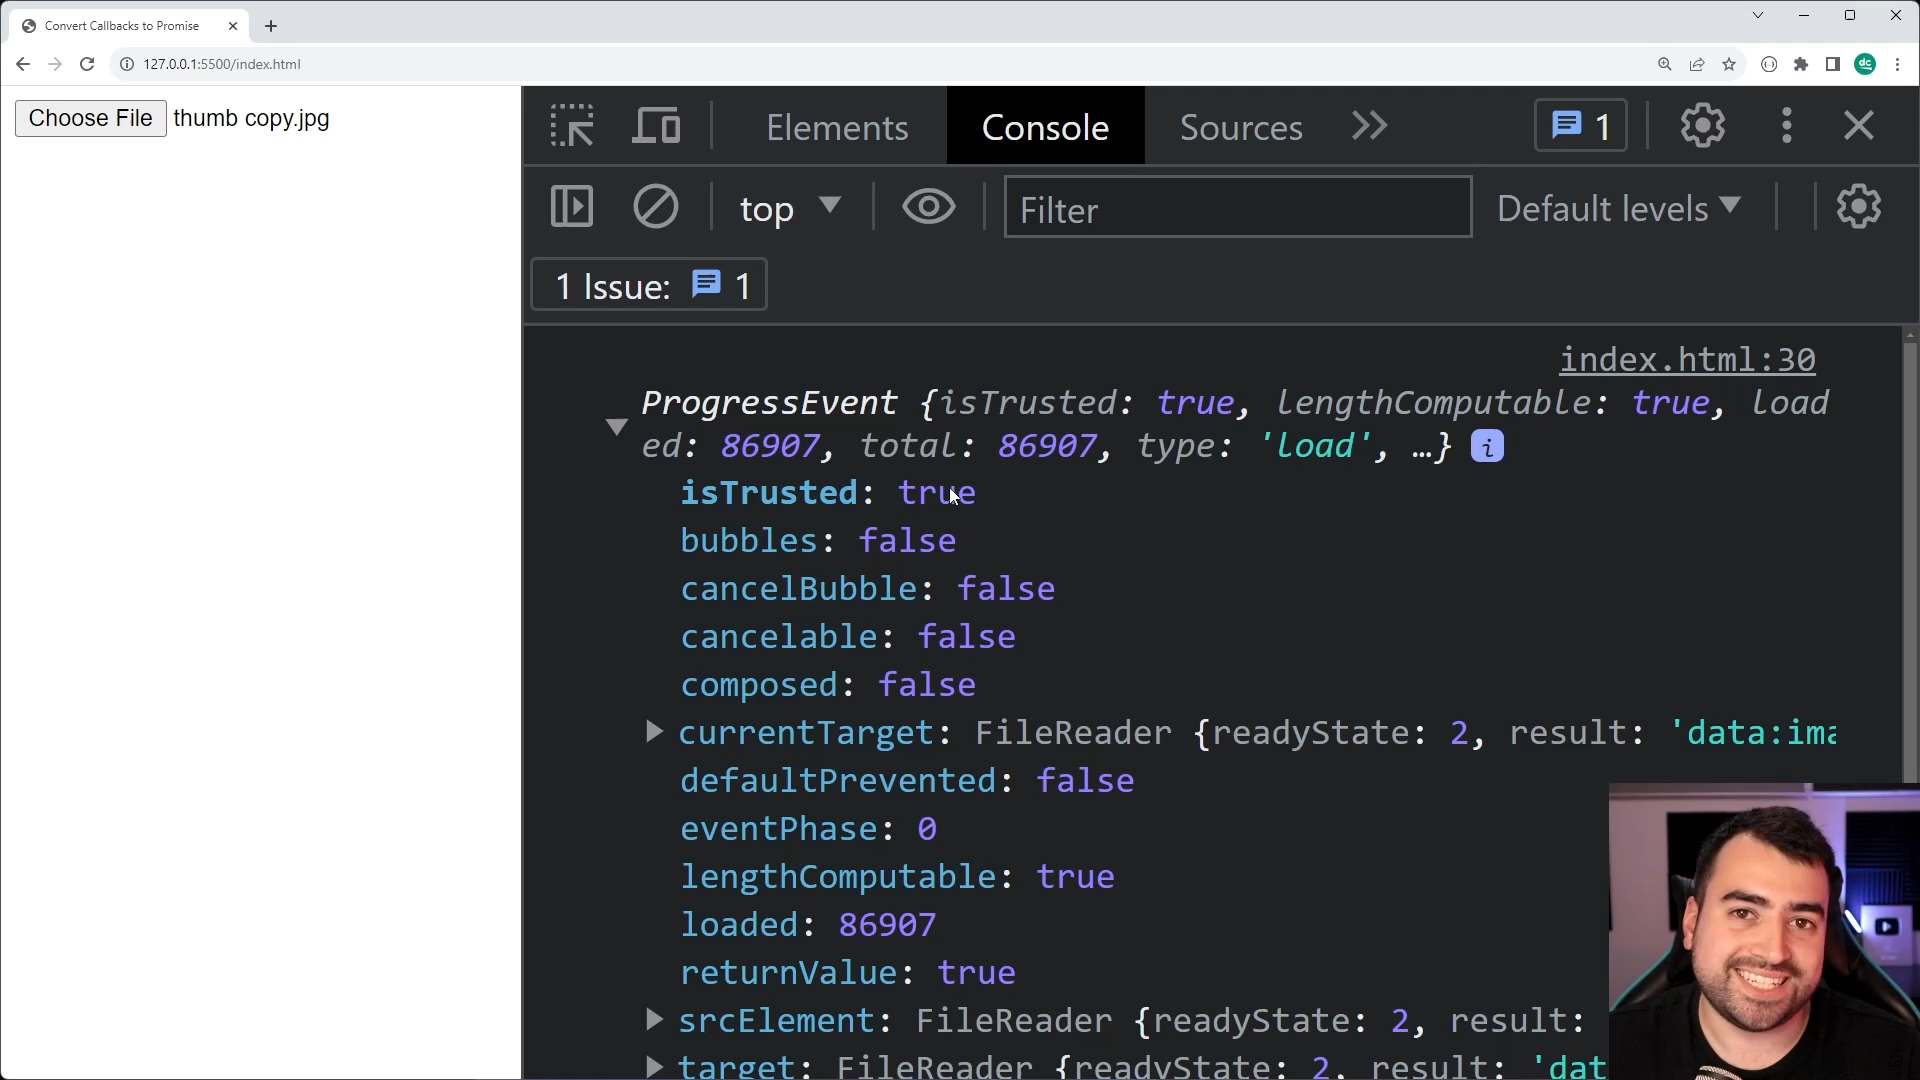 Convert Callbacks to Promise
127.0.0.1:5500/index.html
dc
Choose File thumb copy.jpg
Elements Console Sources 1
top Filter Default levels
1 Issue: 1
index.html:30
ProgressEvent {isTrusted: true, lengthComputable: true, load
ed: 86907, total: 86907, type: 'load', …} i
isTrusted: true
bubbles: false
cancelBubble: false
cancelable: false
composed: false
currentTarget: FileReader {readyState: 2, result: 'data:ima
defaultPrevented: false
eventPhase: 0
lengthComputable: true
loaded: 86907
returnValue: true
srcElement: FileReader {readyState: 2, result:
target: FileReader {readyState: 2, result: 'dat